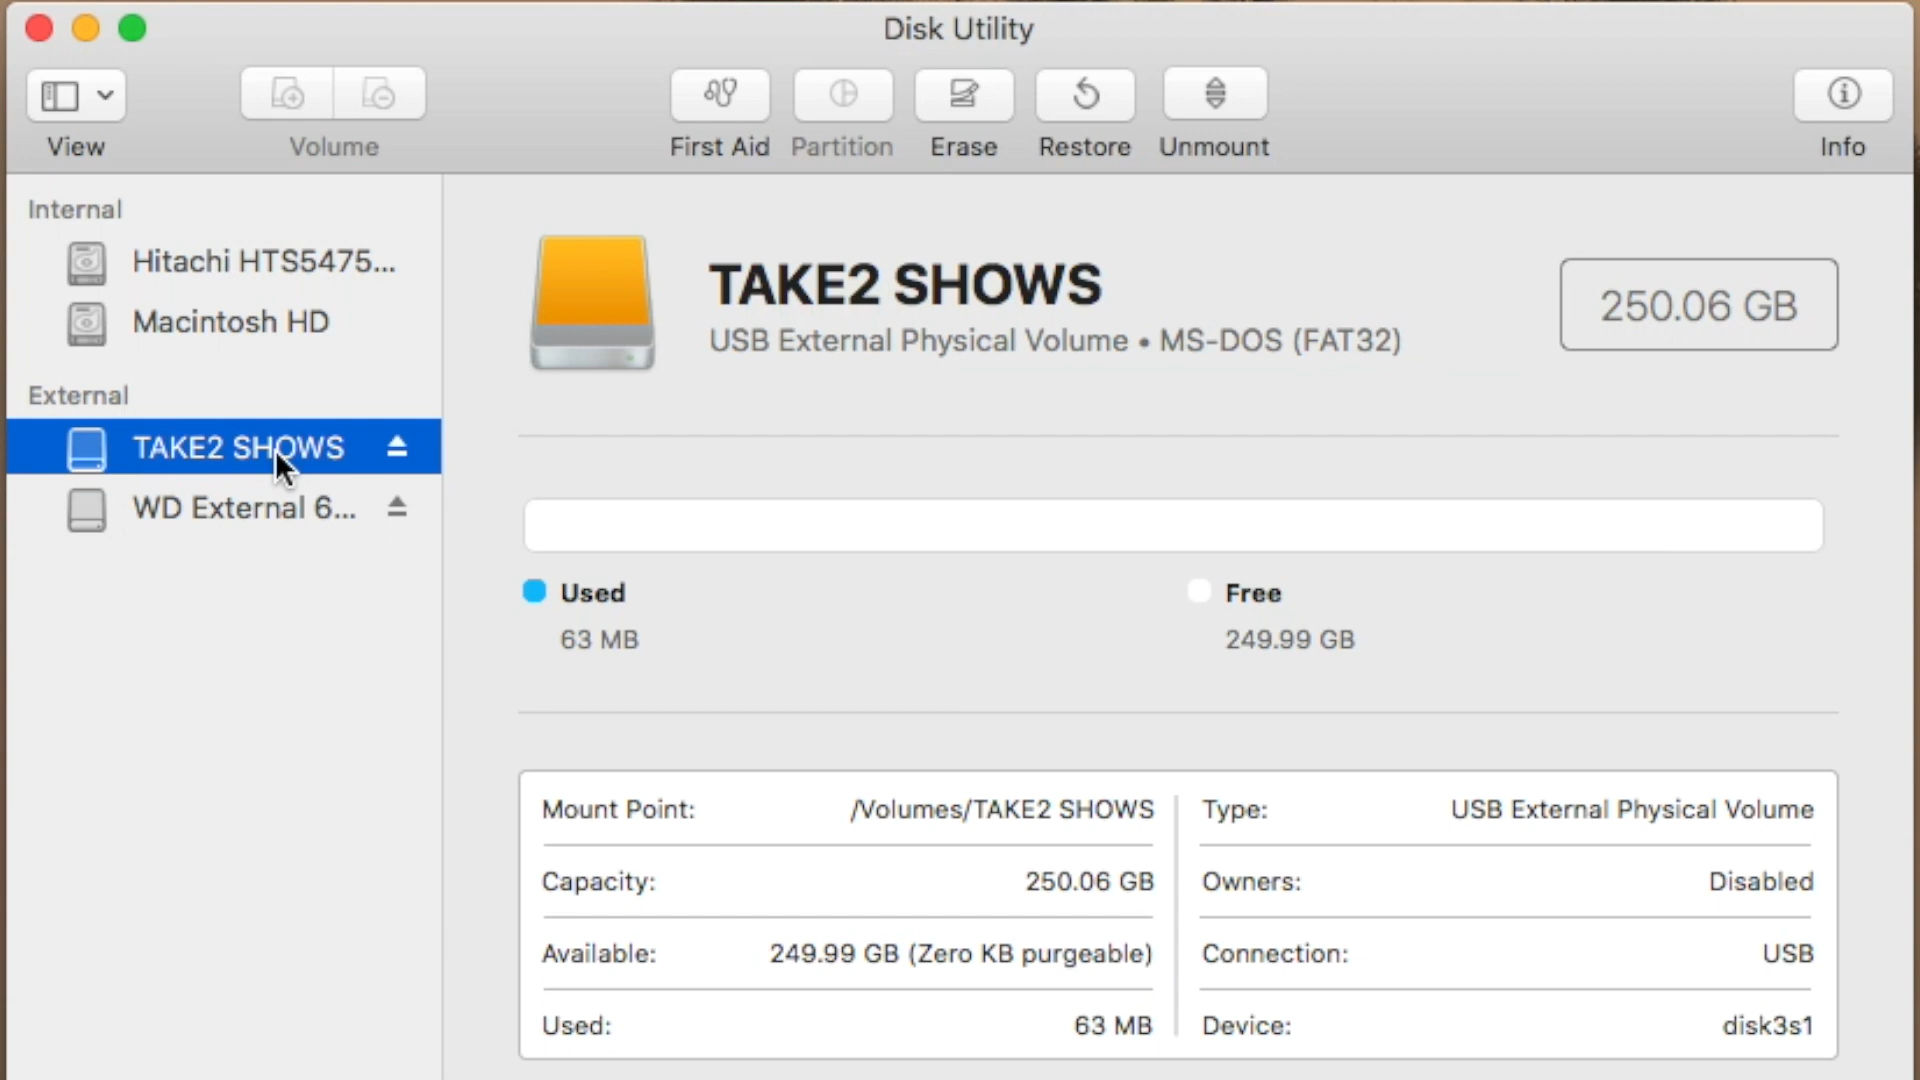 Disk Utility
View
Volume
First Aid
Partition
Erase
Restore
Unmount
Info
Internal
Hitachi HTS5475...
Macintosh HD
External
TAKE2 SHOWS
WD External 6...
TAKE2 SHOWS
USB External Physical Volume • MS-DOS (FAT32)
250.06 GB
Used
63 MB
Free
249.99 GB
Mount Point: /Volumes/TAKE2 SHOWS
Capacity: 250.06 GB
Available: 249.99 GB (Zero KB purgeable)
Used: 63 MB
Type: USB External Physical Volume
Owners: Disabled
Connection: USB
Device: disk3s1